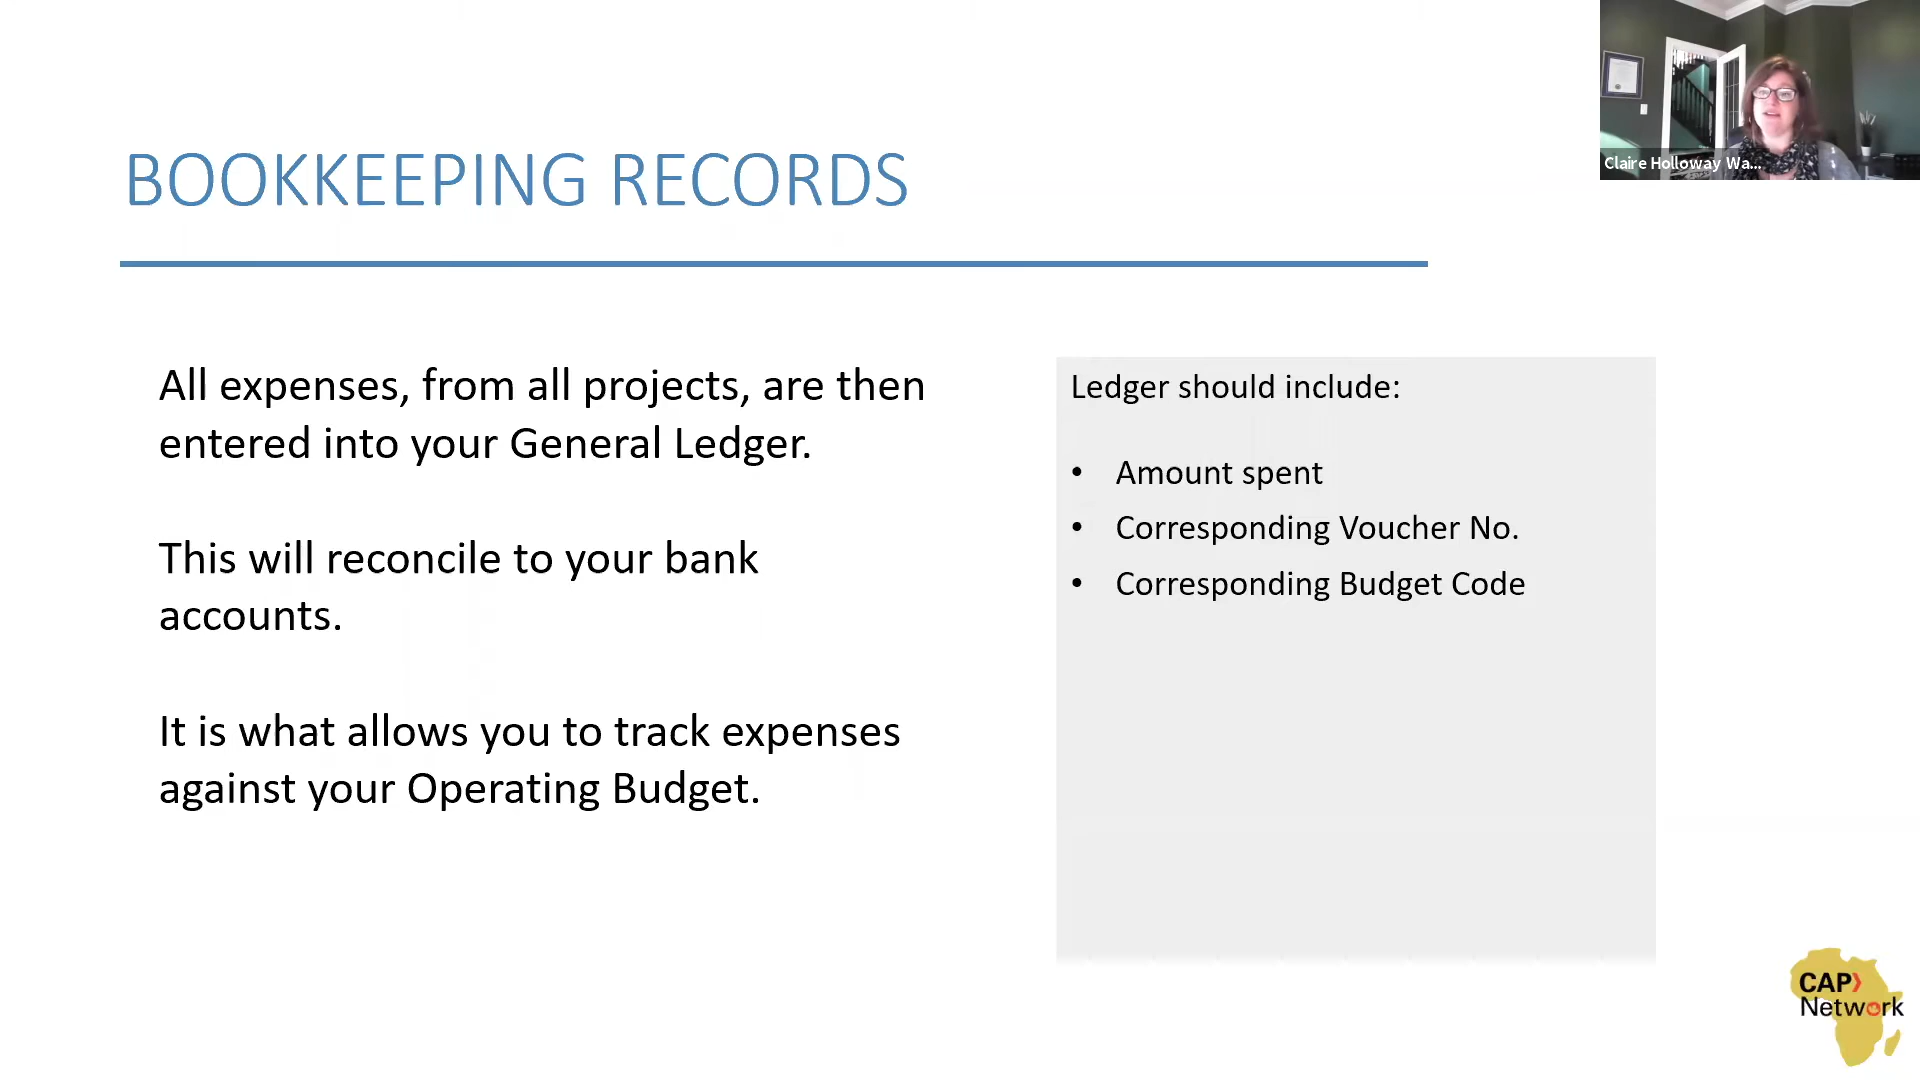 BOOKKEEPING RECORDS
Claire Holloway Wa...
All expenses, from all projects, are then
entered into your General Ledger.
This will reconcile to your bank
accounts.
It is what allows you to track expenses
against your Operating Budget.
Ledger should include:
• Amount spent
• Corresponding Voucher No.
• Corresponding Budget Code
CAP
Network